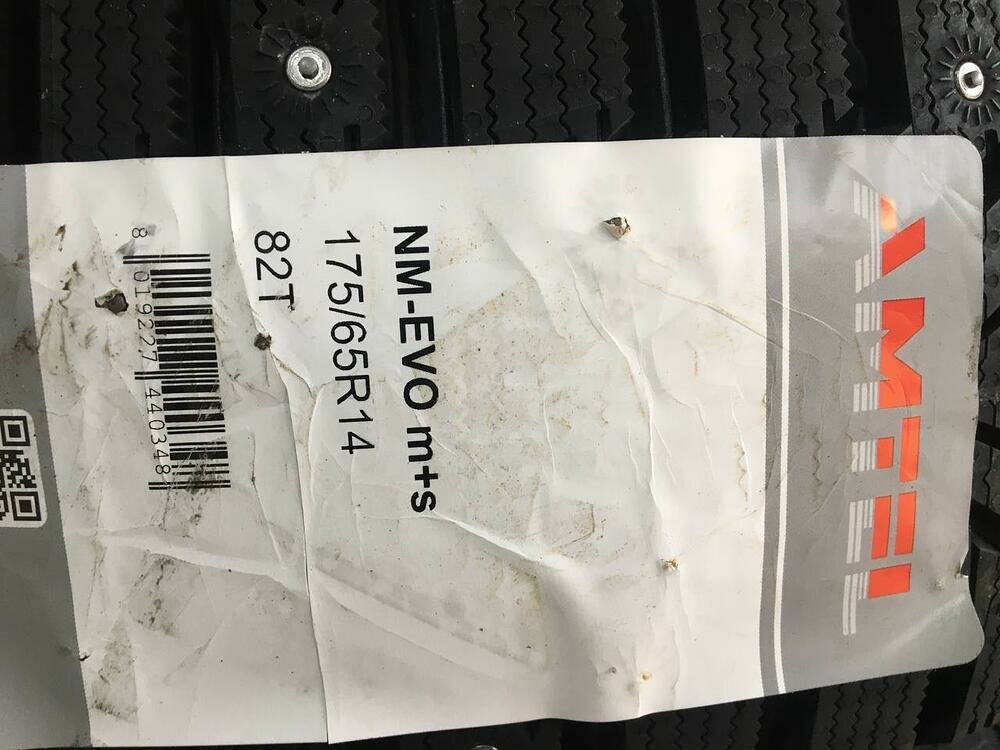 AMTEL
NM-EVO m+s
175/65R14
82T
8 019227 440348